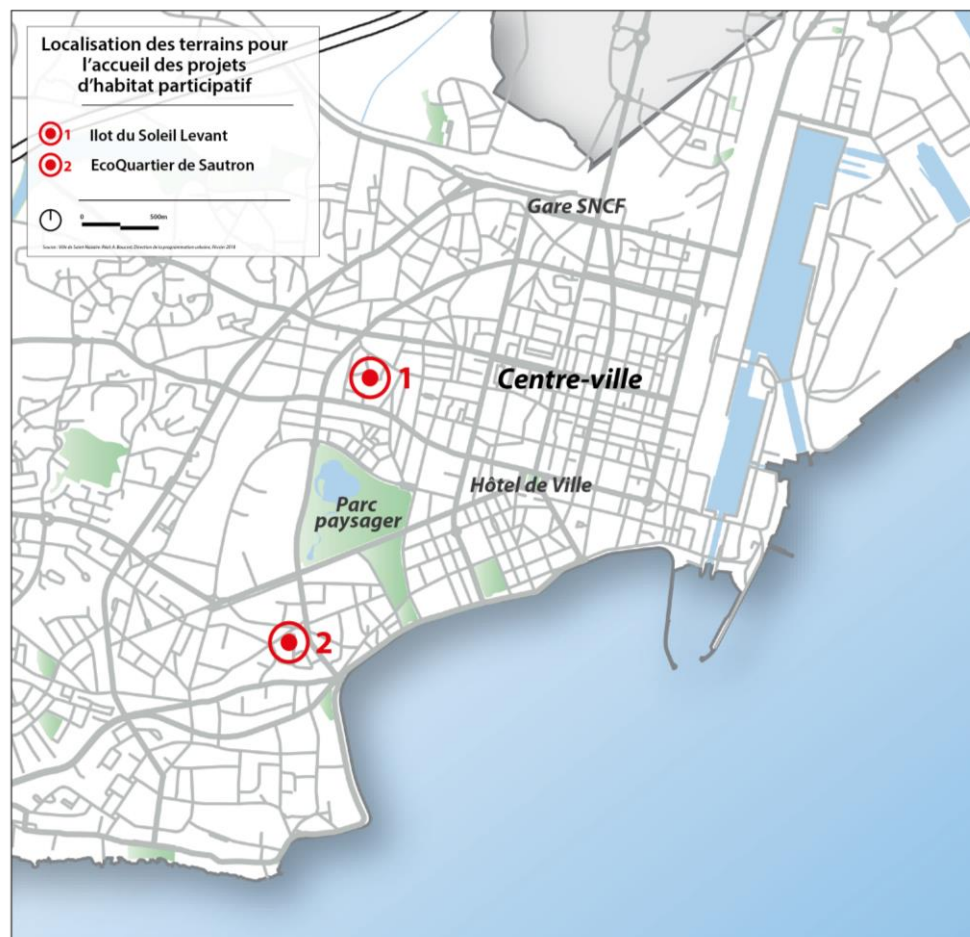 Localisation des terrains pour
l'accueil des projets
d'habitat participatif
1 Ilot du Soleil Levant
2 EcoQuartier de Sautron
0 500m
Gare SNCF
1
Centre-ville
Hôtel de Ville
Parc
paysager
2